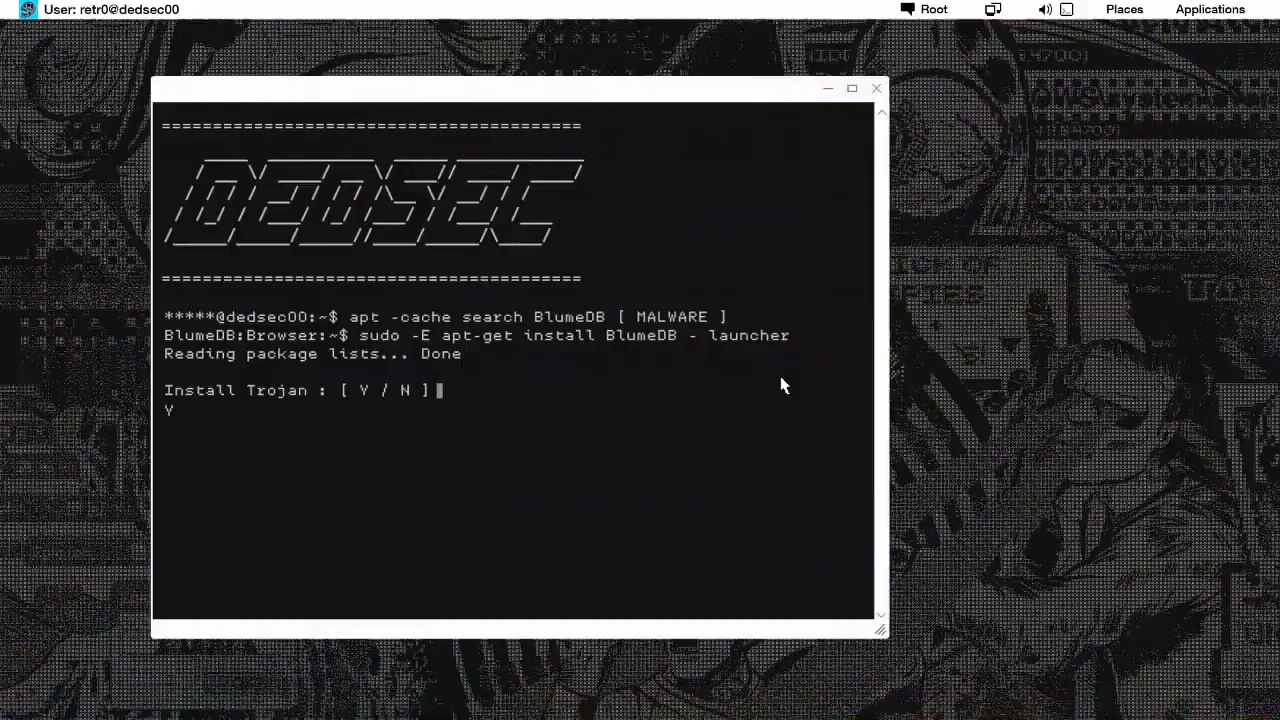 User: retr0@dedsec00
Root
Places
Applications
=========================================
DEDSEC
=========================================
*****@dedsec00:~$ apt -cache search BlumeDB [ MALWARE ]
BlumeDB:Browser:~$ sudo -E apt-get install BlumeDB - launcher
Reading package lists... Done
Install Trojan : [ Y / N ]
Y